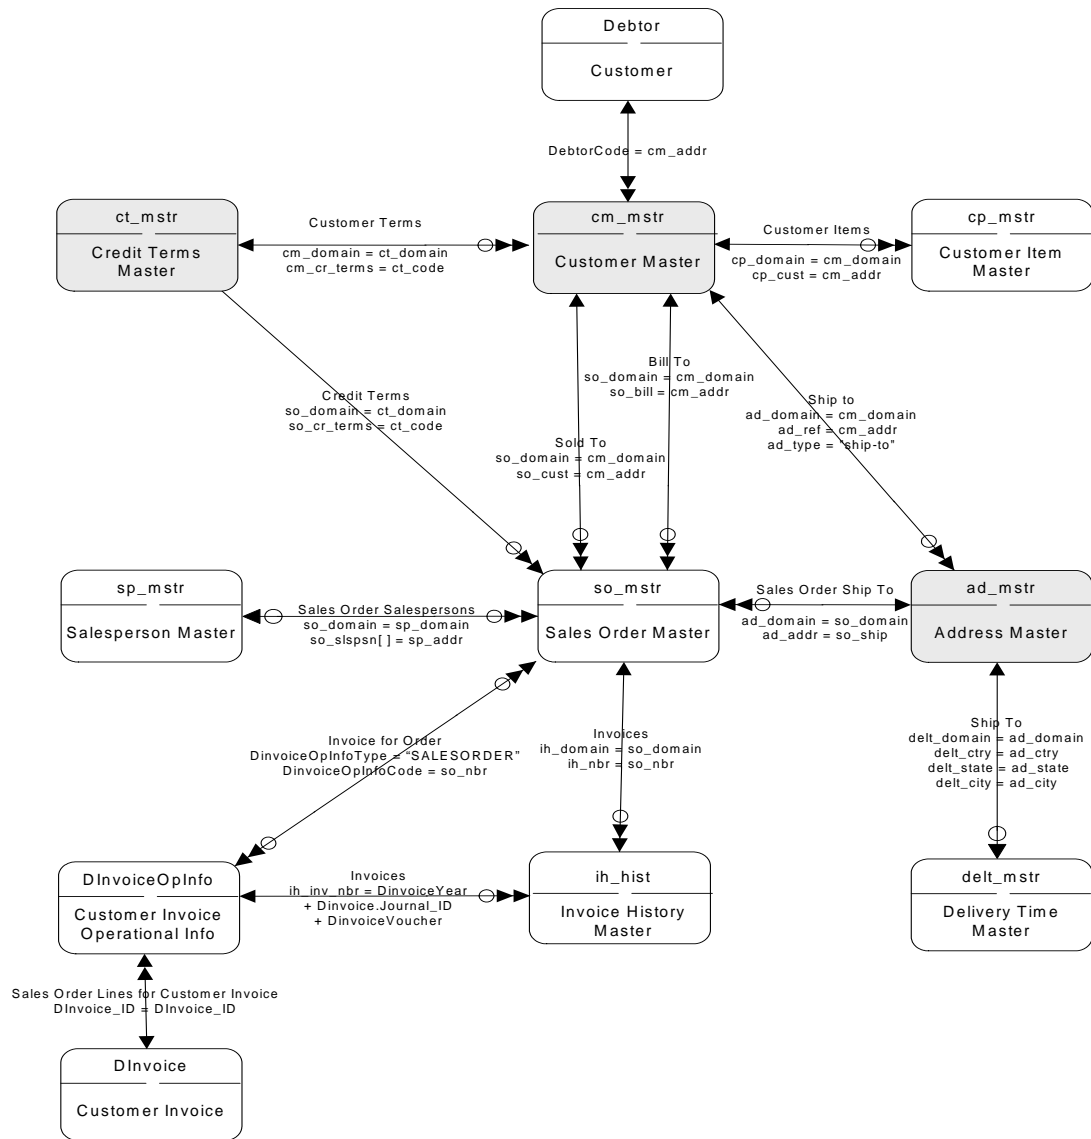 Debtor
Customer
DebtorCode = cm_addr
ct_mstr
Credit Terms
Master
Customer Terms
cm_domain = ct_domain
cm_cr_terms = ct_code
cm_mstr
Customer Master
Customer Items
cp_domain = cm_domain
cp_cust = cm_addr
cp_mstr
Customer Item
Master
Credit Terms
so_domain = ct_domain
so_cr_terms = ct_code
Sold To
so_domain = cm_domain
so_cust = cm_addr
Bill To
so_domain = cm_domain
so_bill = cm_addr
Ship to
ad_domain = cm_domain
ad_ref = cm_addr
ad_type = "ship-to"
sp_mstr
Salesperson Master
Sales Order Salespersons
so_domain = sp_domain
so_slspsn[ ] = sp_addr
so_mstr
Sales Order Master
Sales Order Ship To
ad_domain = so_domain
ad_addr = so_ship
ad_mstr
Address Master
Invoice for Order
DinvoiceOpInfoType = “SALESORDER”
DInvoiceOpInfoCode = so_nbr
Invoices
ih_domain = so_domain
ih_nbr = so_nbr
Ship To
delt_domain = ad_domain
delt_ctry = ad_ctry
delt_state = ad_state
delt_city = ad_city
DInvoiceOpInfo
Customer Invoice
Operational Info
Invoices
ih_inv_nbr = DinvoiceYear
+ Dinvoice.Journal_ID
+ DinvoiceVoucher
ih_hist
Invoice History
Master
delt_mstr
Delivery Time
Master
Sales Order Lines for Customer Invoice
DInvoice_ID = DInvoice_ID
DInvoice
Customer Invoice